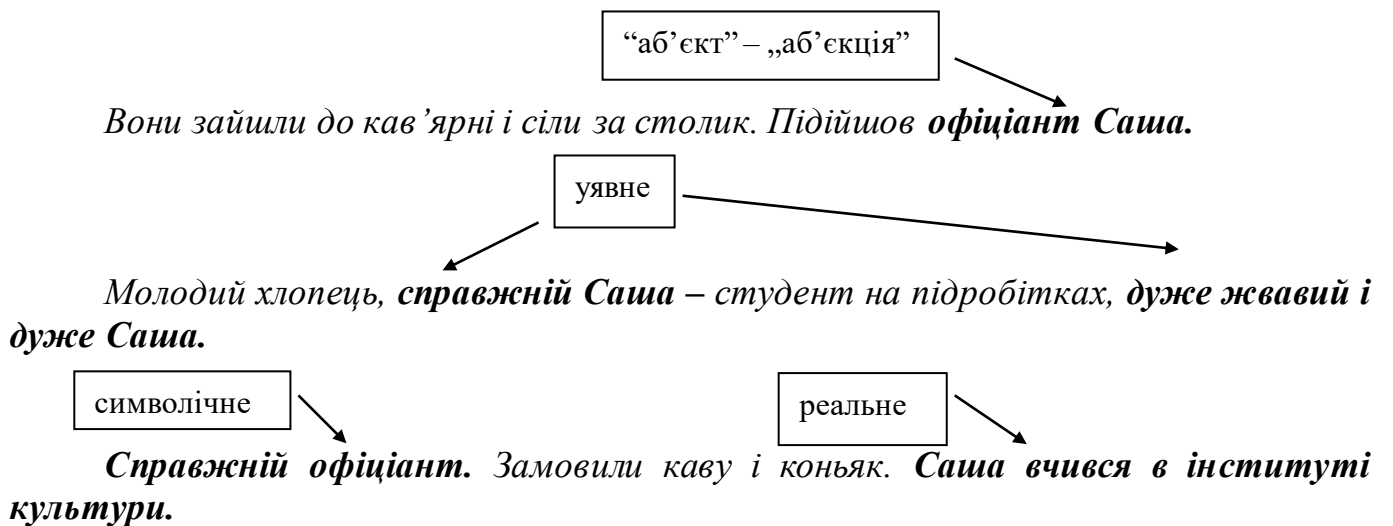 “аб’єкт” – „аб’єкція”
Вони зайшли до кав’ярні і сіли за столик. Підійшов офіціант Саша.
уявне
Молодий хлопець, справжній Саша – студент на підробітках, дуже жвавий і
дуже Саша.
символічне
реальне
Справжній офіціант. Замовили каву і коньяк. Саша вчився в інституті
культури.